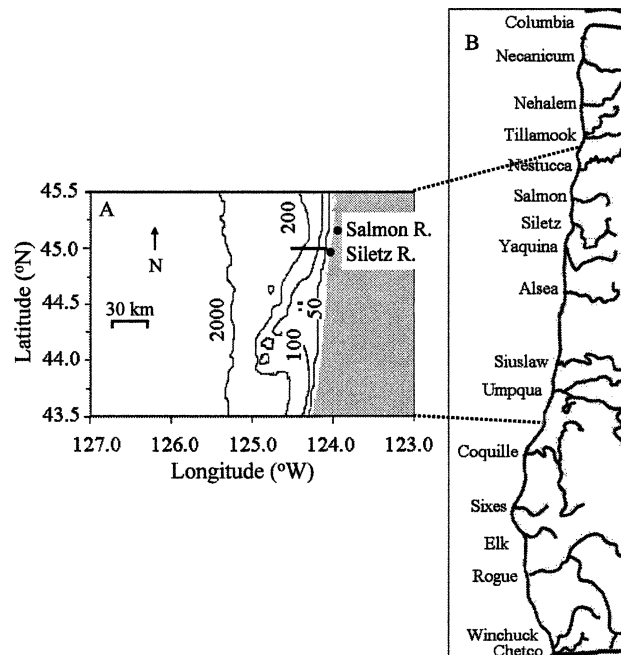 A
45.5
45.0
44.5
44.0
43.5
Latitude (°N)
127.0 126.0 125.0 124.0 123.0
Longitude (°W)
N
30 km
2000
200
100
50
Salmon R.
Siletz R.
B
Columbia
Necanicum
Nehalem
Tillamook
Nestucca
Salmon
Siletz
Yaquina
Alsea
Siuslaw
Umpqua
Coquille
Sixes
Elk
Rogue
Winchuck
Chetco